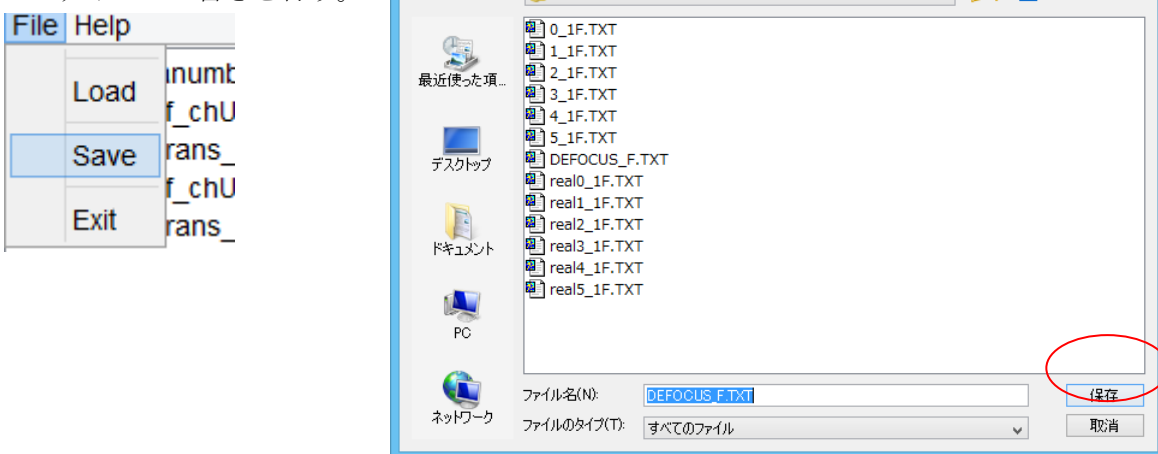 File Help
Load
Save
Exit
anumb
f_chU
rans_
f_chU
rans_
最近使った項...
デスクトップ
ドキュメント
PC
ネットワーク
0_1F.TXT
1_1F.TXT
2_1F.TXT
3_1F.TXT
4_1F.TXT
5_1F.TXT
DEFOCUS_F.TXT
real0_1F.TXT
real1_1F.TXT
real2_1F.TXT
real3_1F.TXT
real4_1F.TXT
real5_1F.TXT
ファイル名(N): DEFOCUS_F.TXT 保存
ファイルのタイプ(T): すべてのファイル 取消